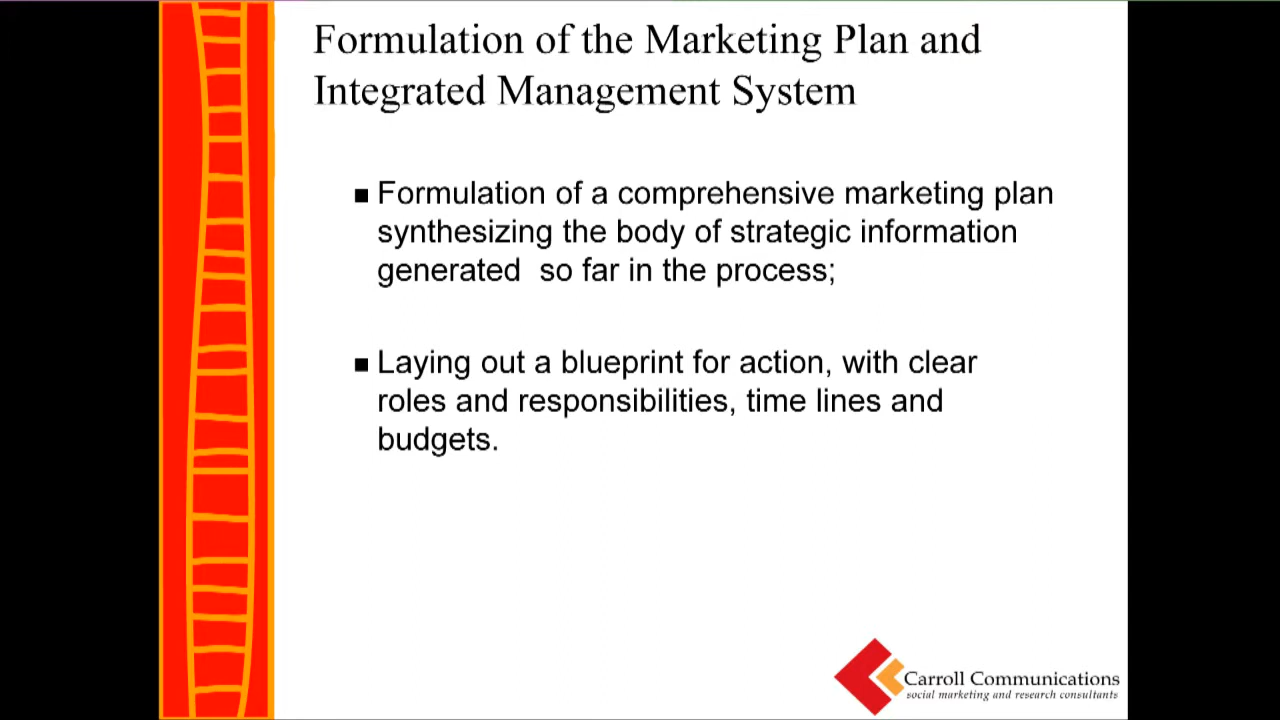 Formulation of the Marketing Plan and
Integrated Management System
Formulation of a comprehensive marketing plan
synthesizing the body of strategic information
generated  so far in the process;
Laying out a blueprint for action, with clear
roles and responsibilities, time lines and
budgets.
Carroll Communications
social marketing and research consultants